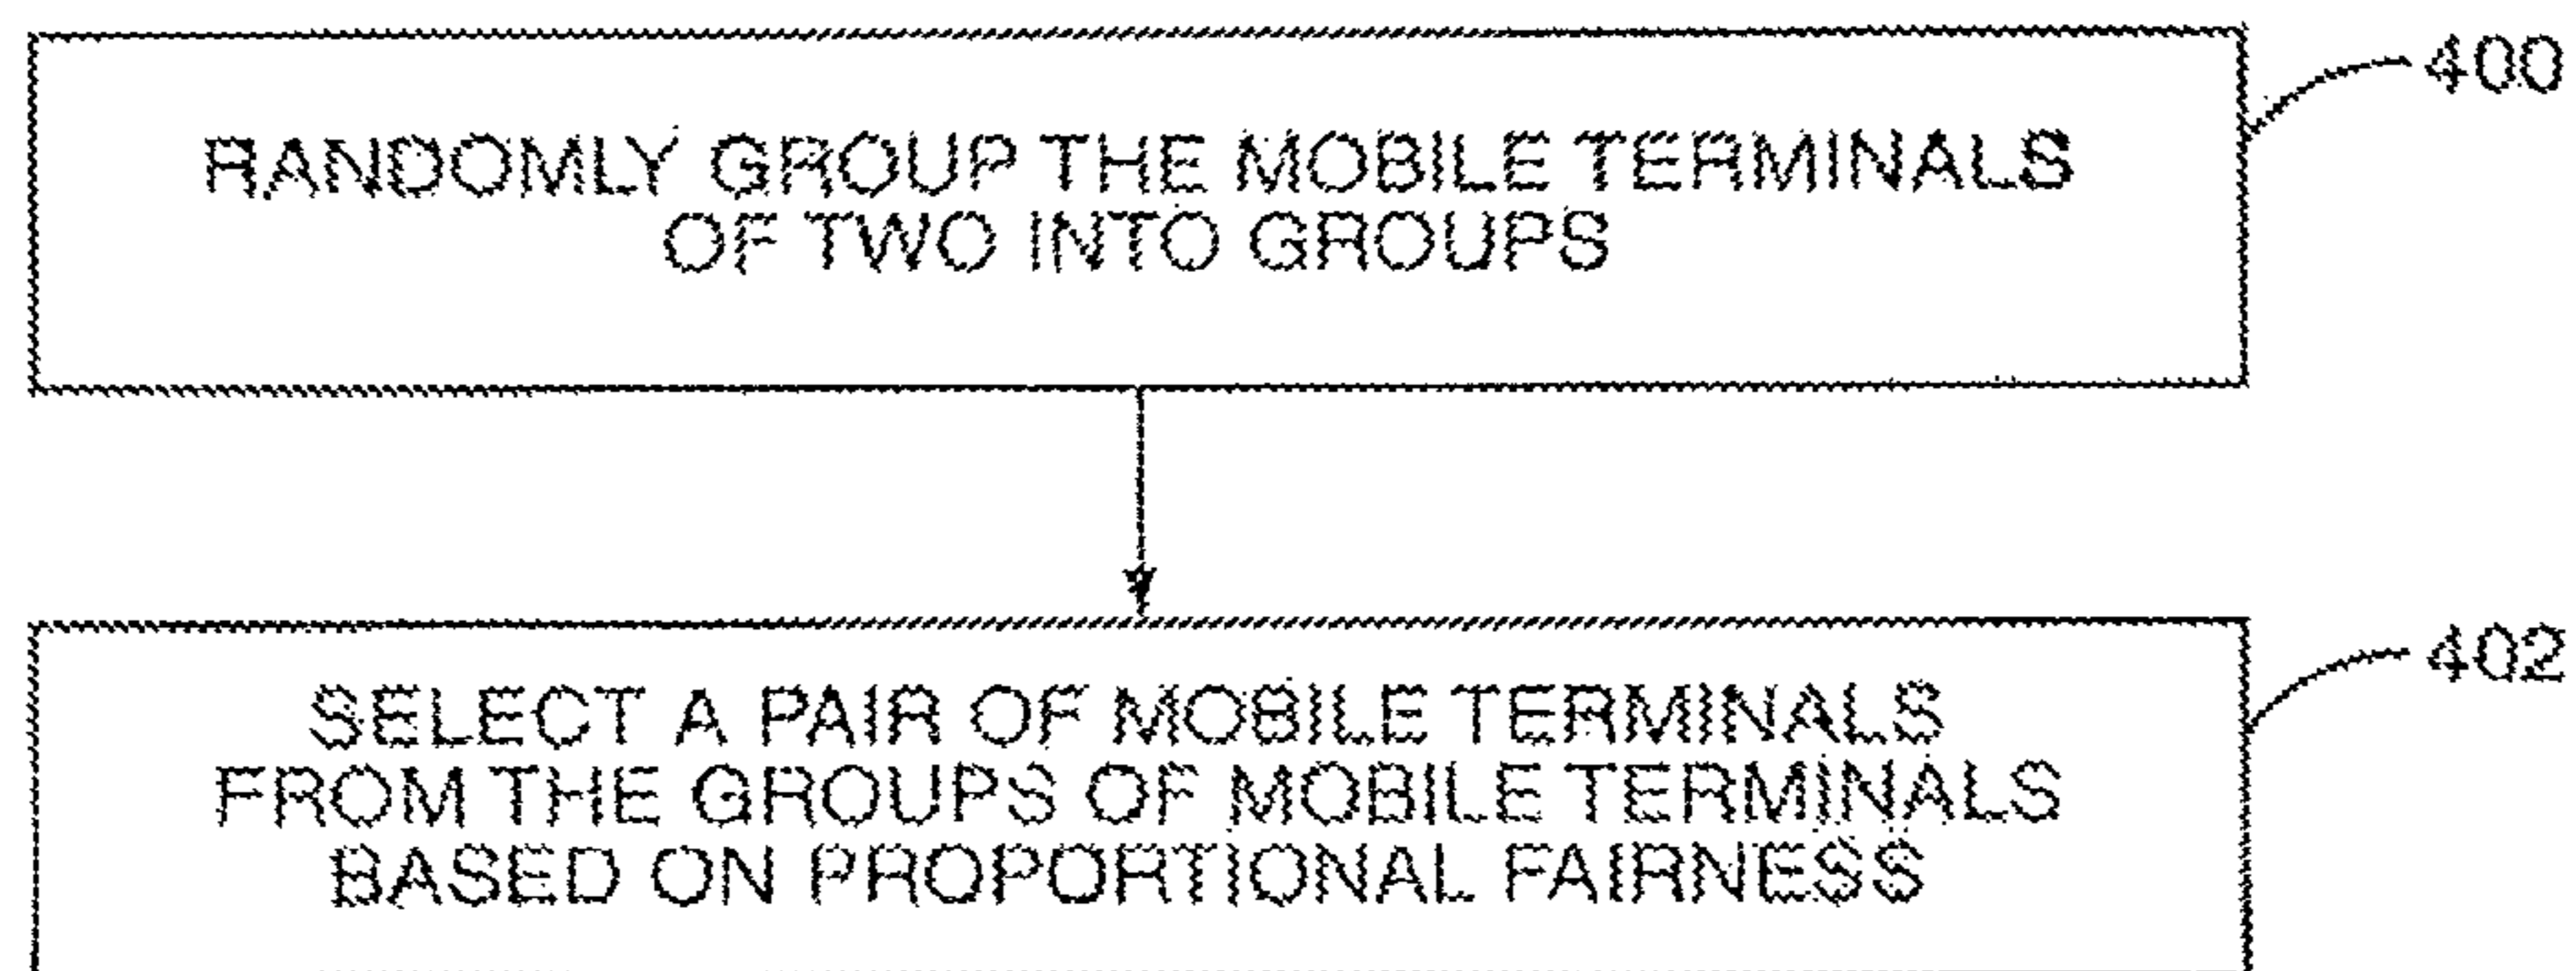 RANDOMLY GROUP THE MOBILE TERMINALS
OF TWO INTO GROUPS
400
SELECT A PAIR OF MOBILE TERMINALS
FROM THE GROUPS OF MOBILE TERMINALS
BASED ON PROPORTIONAL FAIRNESS
402